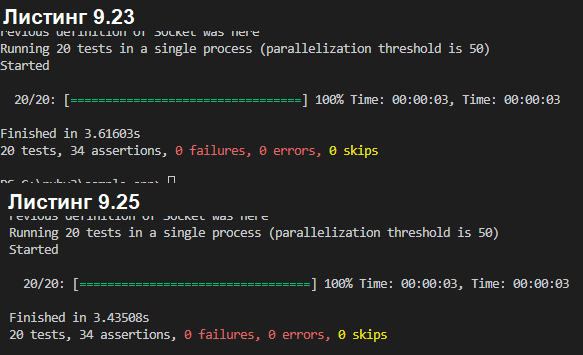 Листинг 9.23
revious definition of Socket was here
Running 20 tests in a single process (parallelization threshold is 50)
Started
20/20: [=================================] 100% Time: 00:00:03, Time: 00:00:03
Finished in 3.61603s
20 tests, 34 assertions, 0 failures, 0 errors, 0 skips
Листинг 9.25
revious definition of Socket was here
Running 20 tests in a single process (parallelization threshold is 50)
Started
20/20: [=================================] 100% Time: 00:00:03, Time: 00:00:03
Finished in 3.43508s
20 tests, 34 assertions, 0 failures, 0 errors, 0 skips